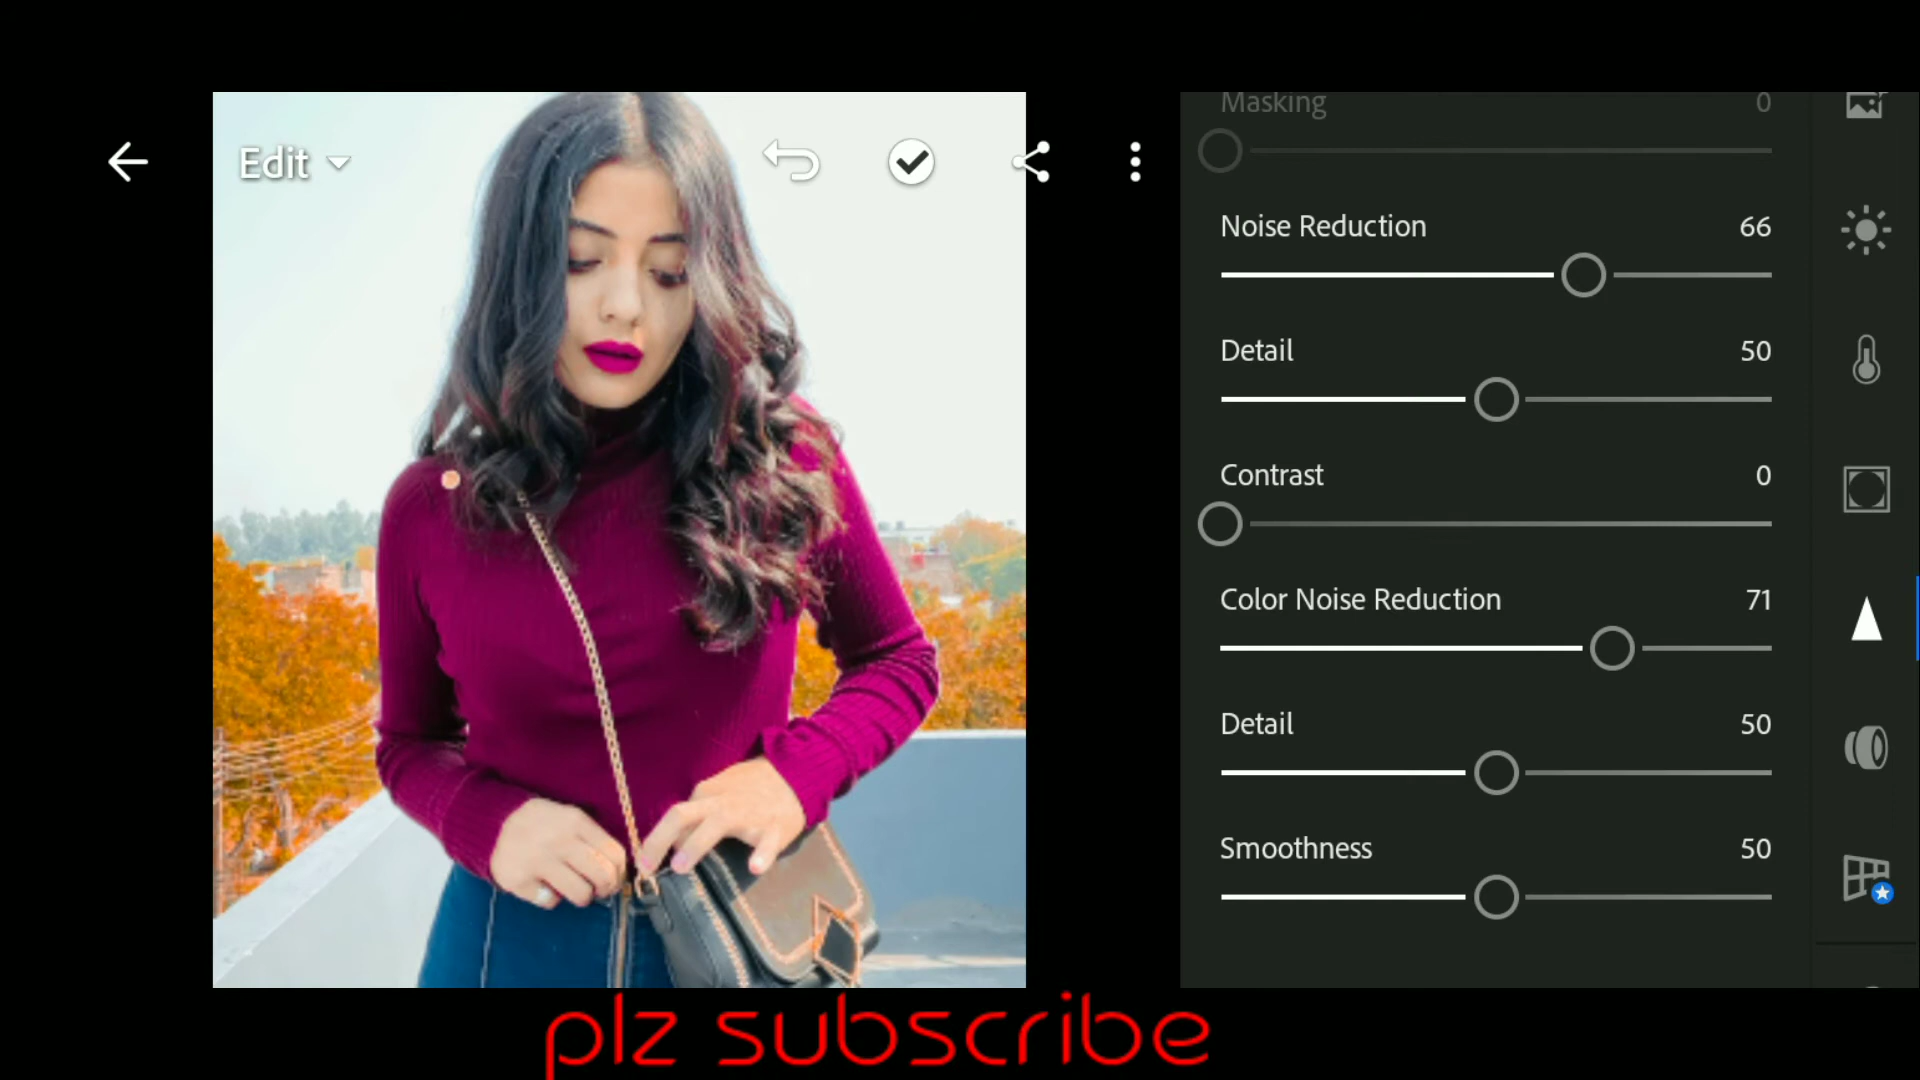 Edit
Masking 0
Noise Reduction 66
Detail 50
Contrast 0
Color Noise Reduction 71
Detail 50
Smoothness 50
plz subscribe